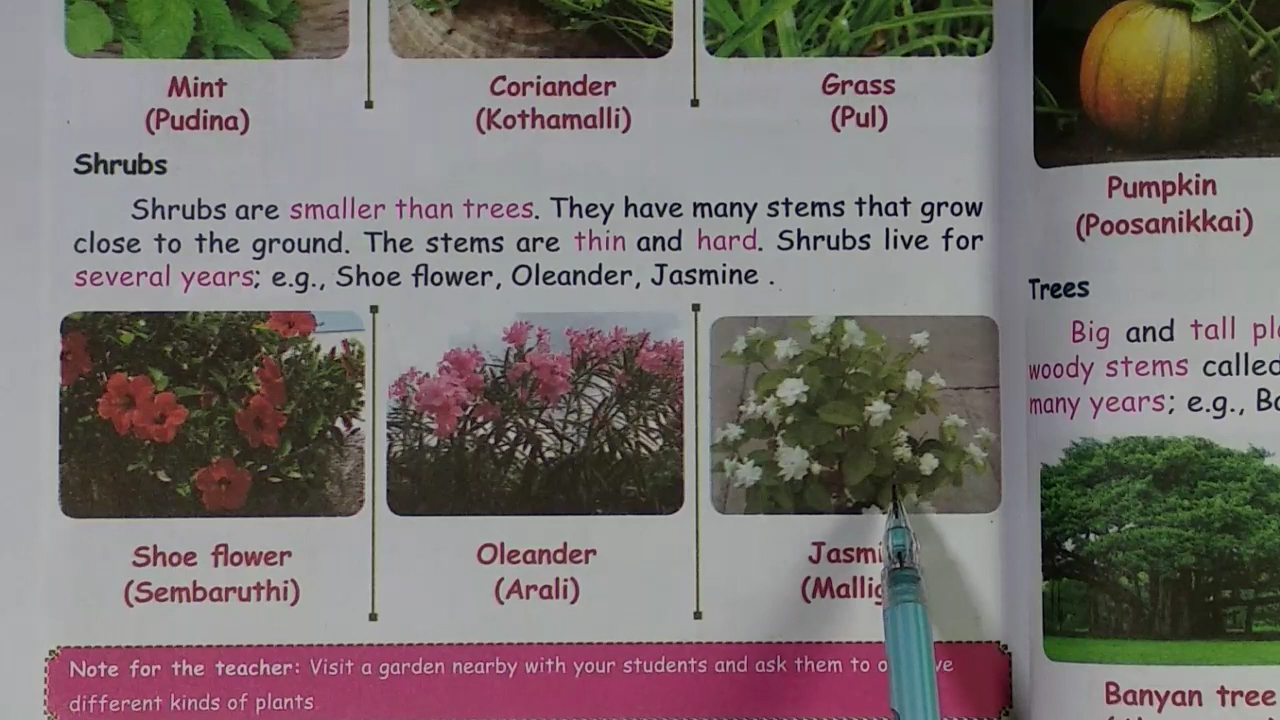 Mint
(Pudina)
Coriander
(Kothamalli)
Grass
(Pul)
Shrubs
Shrubs are smaller than trees. They have many stems that grow
close to the ground. The stems are thin and hard. Shrubs live for
several years; e.g., Shoe flower, Oleander, Jasmine .
Shoe flower
(Sembaruthi)
Oleander
(Arali)
Note for the teacher: Visit a garden nearby with your students and ask them to
different kinds of plants
Pumpkin
(Poosanikkai)
Trees
Big and tall
woody stems called
many years; e.g.,
Banyan tree